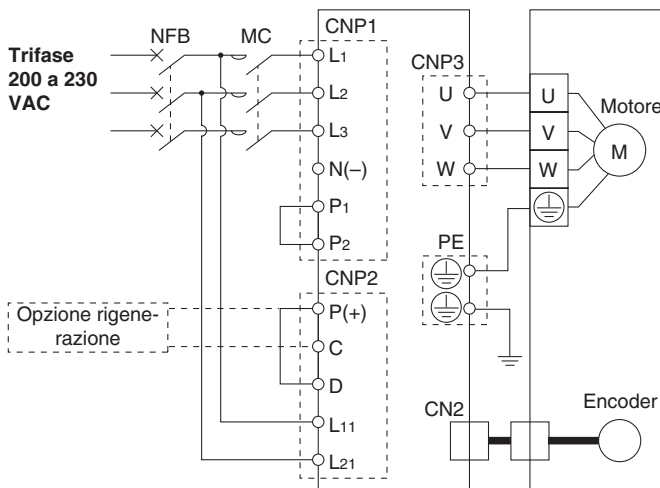 NFB MC CNP1
Trifase
200 a 230
VAC
L1
L2
L3
N(–)
P1
P2
CNP2
Opzione rigene-
razione
P(+)
C
D
L11
L21
CNP3
U
V
W
PE
CN2
U
V
W
Motore
M
Encoder